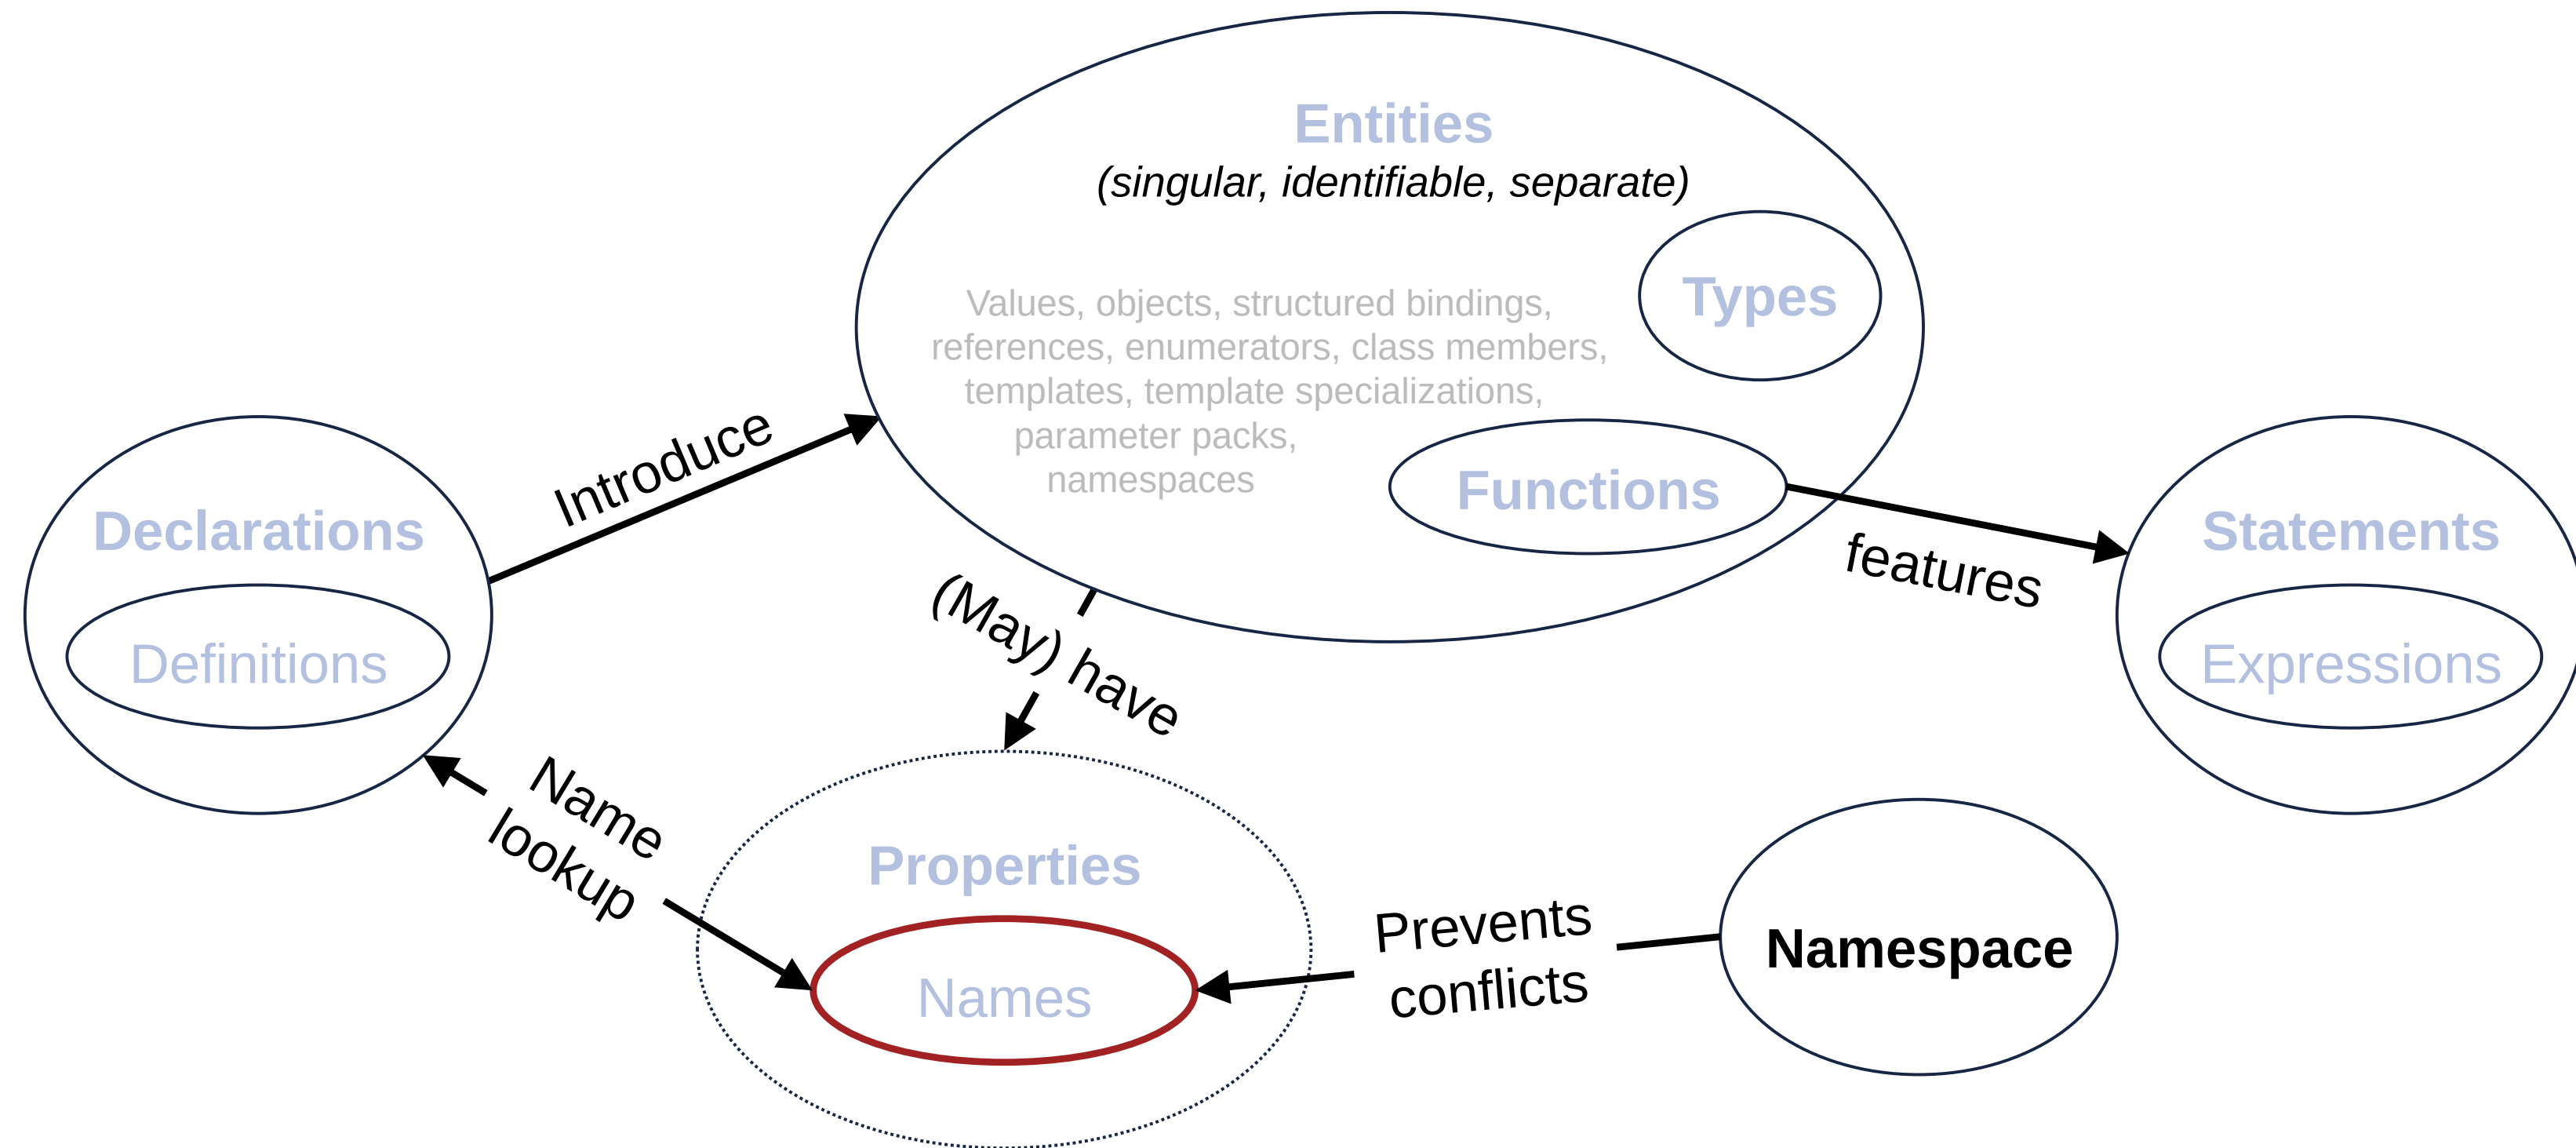 Entities
(singular, identifiable, separate)
Types
Values, objects, structured bindings,
references, enumerators, class members,
templates, template specializations,
parameter packs,
namespaces
Functions
Introduce
Declarations
Definitions
features
Statements
Expressions
(May) have
Name
lookup
Properties
Names
Prevents
conflicts
Namespace